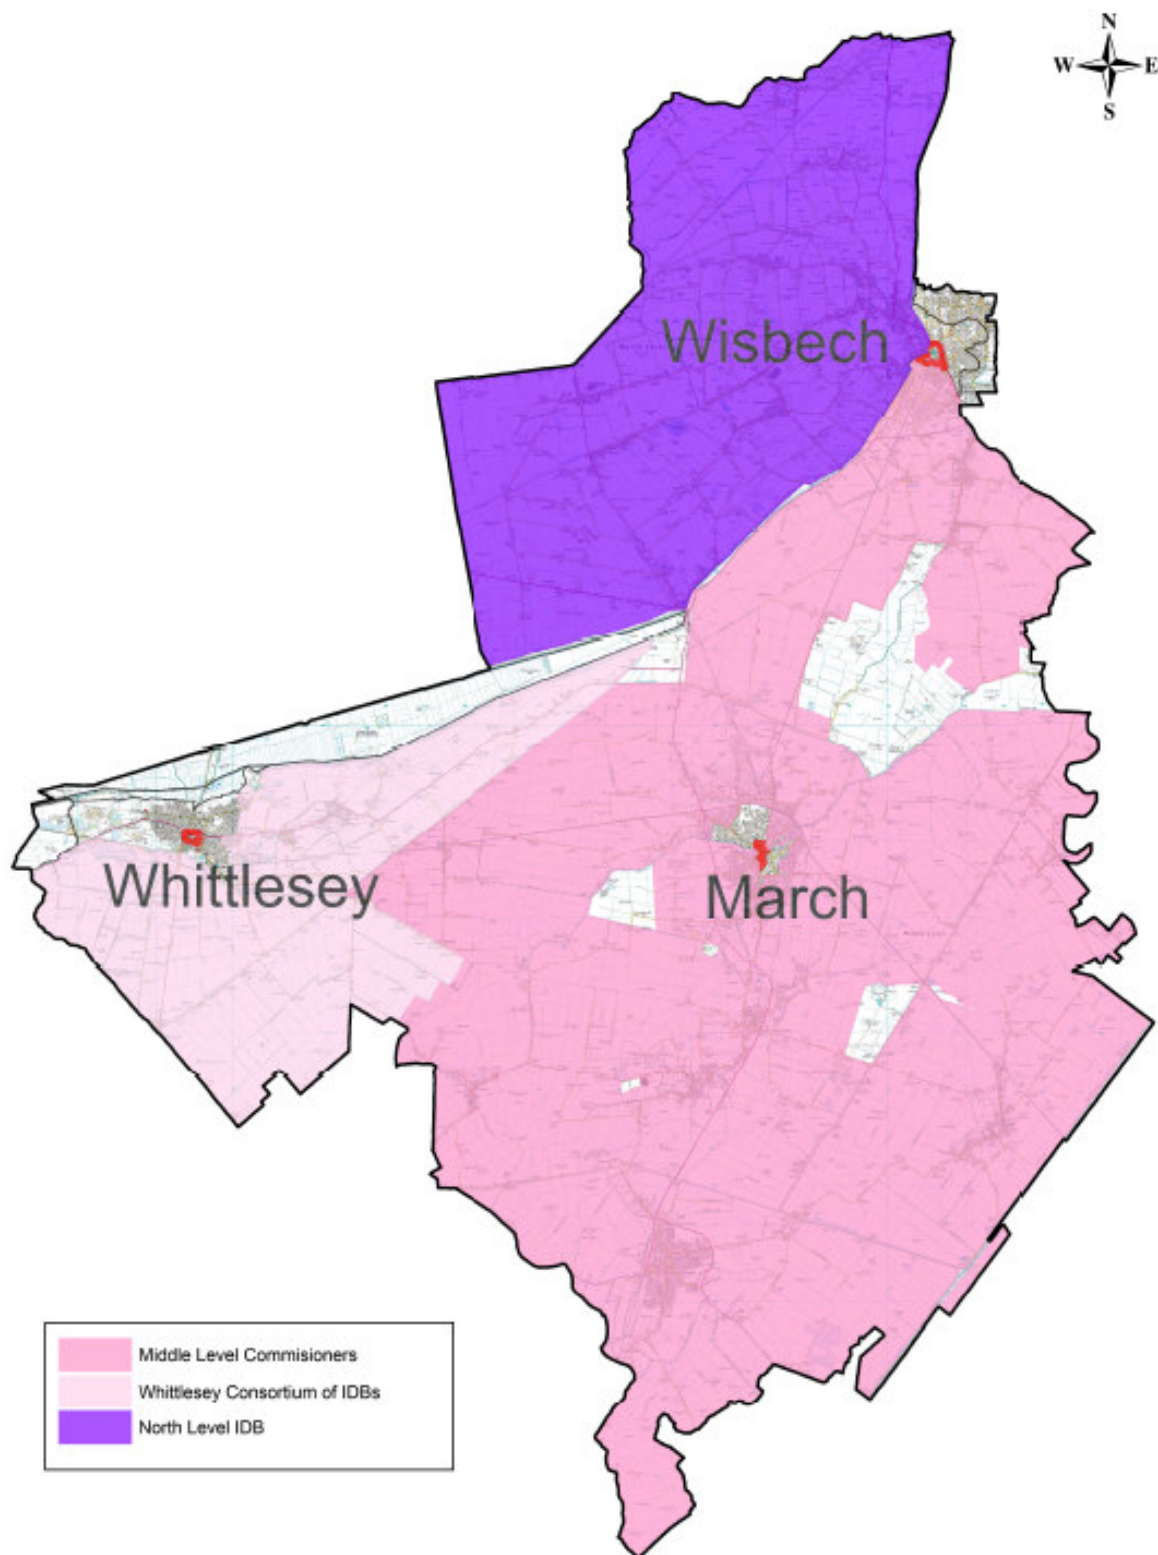 N
W E
S
Wisbech
Whittlesey
March
Middle Level Commisioners
Whittlesey Consortium of IDBs
North Level IDB